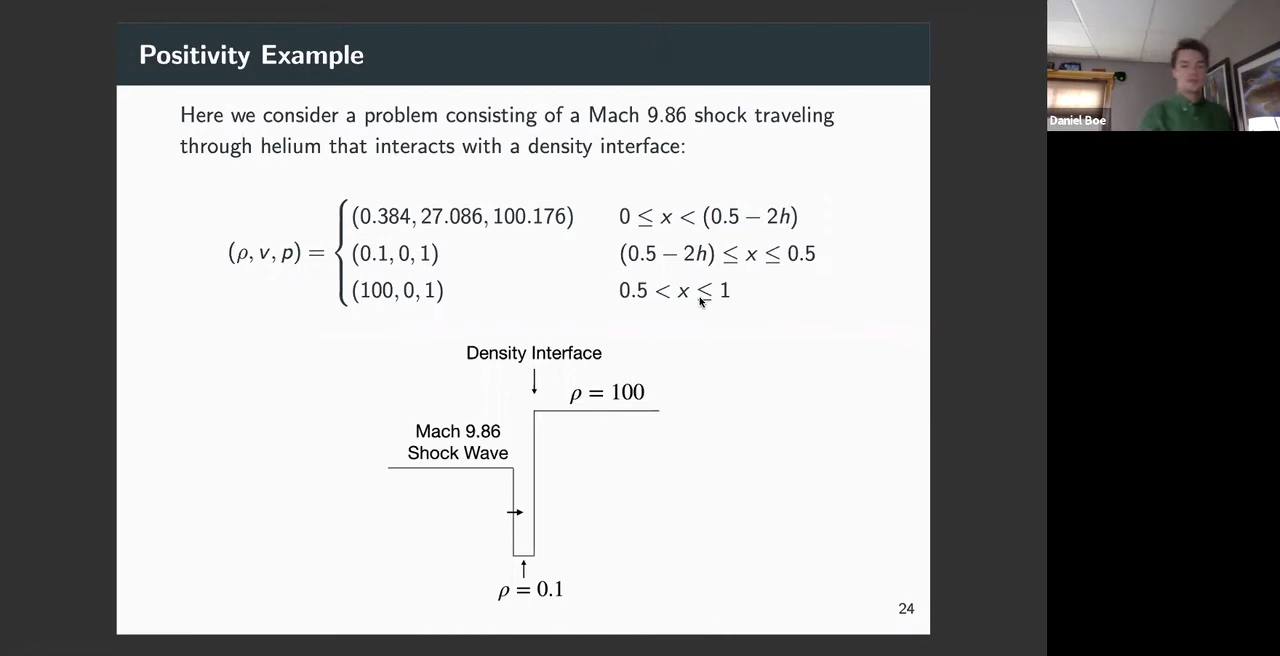 Positivity Example
Here we consider a problem consisting of a Mach 9.86 shock traveling
through helium that interacts with a density interface:
(ρ, v, p) =
(0.384, 27.086, 100.176) 0 ≤ x < (0.5 − 2h)
(0.1, 0, 1) (0.5 − 2h) ≤ x ≤ 0.5
(100, 0, 1) 0.5 < x ≤ 1
Density Interface
ρ = 100
Mach 9.86
Shock Wave
ρ = 0.1
24
Daniel Boe